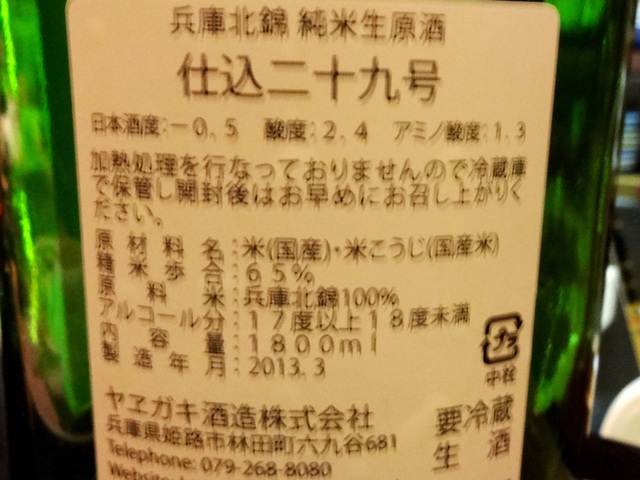 兵庫北錦 純米生原酒
仕込二十九号
日本酒度:－0.5 酸度:2.4 アミノ酸度:1.3
加熱処理を行なっておりませんので冷蔵庫
で保管し開封後はお早めにお召し上がりく
ださい。
原材料名:米(国産)・米こうじ(国産米)
精米歩合:65%
原料米:兵庫北錦100%
アルコール分:17度以上18度未満
内容量:1800ml
製造年月:2013.3
プラ
中栓
ヤヱガキ酒造株式会社
兵庫県姫路市林田町六九谷681
要冷蔵
生酒
Telephone: 079-268-8080
Website: